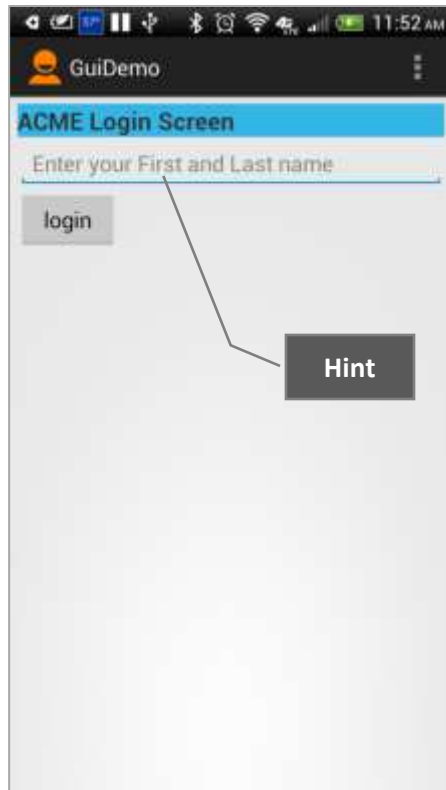 11:52 AM
GuiDemo
ACME Login Screen
Enter your First and Last name
login
Hint